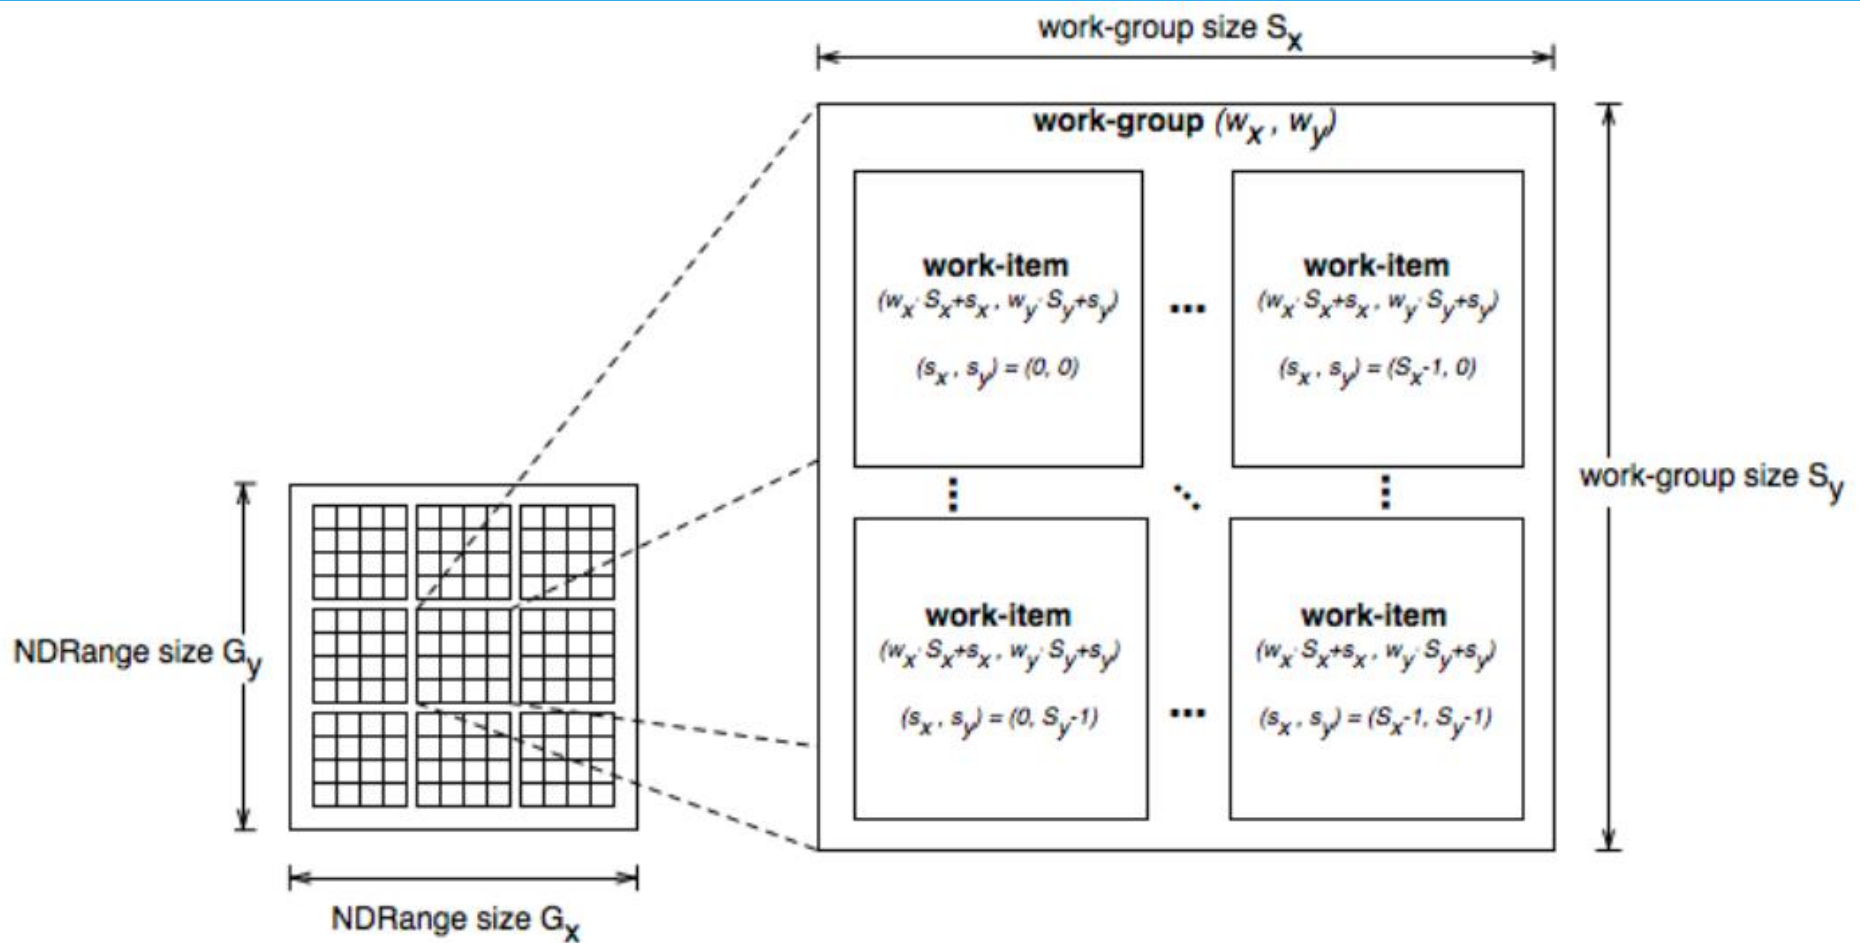 work-group size Sx
work-group (wx , wy)
work-item
(wx· Sx+sx , wy· Sy+sy)
(sx , sy) = (0, 0)
...
work-item
(wx· Sx+sx , wy· Sy+sy)
(sx , sy) = (Sx-1, 0)
work-group size Sy
work-item
(wx· Sx+sx , wy· Sy+sy)
(sx , sy) = (0, Sy-1)
...
work-item
(wx· Sx+sx , wy· Sy+sy)
(sx , sy) = (Sx-1, Sy-1)
NDRange size Gy
NDRange size Gx